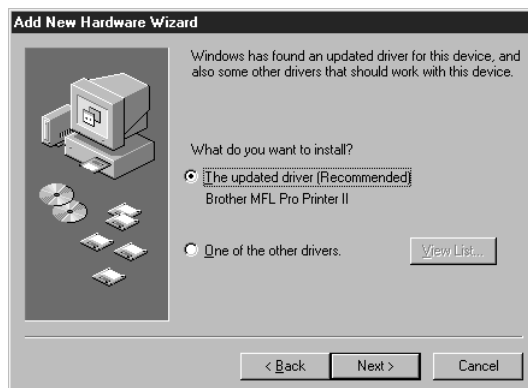 Add New Hardware Wizard
Windows has found an updated driver for this device, and
also some other drivers that should work with this device.
What do you want to install?
The updated driver (Recommended)
Brother MFL Pro Printer II
One of the other drivers.
View List...
< Back
Next >
Cancel